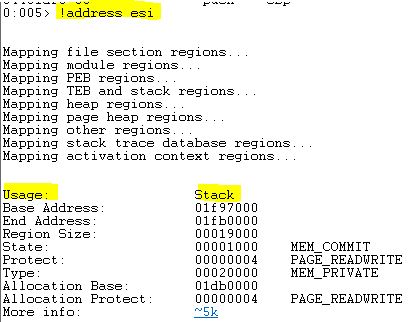 0:005> !address esi
Mapping file section regions...
Mapping module regions...
Mapping PEB regions...
Mapping TEB and stack regions...
Mapping heap regions...
Mapping page heap regions...
Mapping other regions...
Mapping stack trace database regions...
Mapping activation context regions...
Usage: Stack
Base Address: 01f97000
End Address: 01fb0000
Region Size: 00019000
State: 00001000 MEM_COMMIT
Protect: 00000004 PAGE_READWRITE
Type: 00020000 MEM_PRIVATE
Allocation Base: 01db0000
Allocation Protect: 00000004 PAGE_READWRITE
More info: ~5k